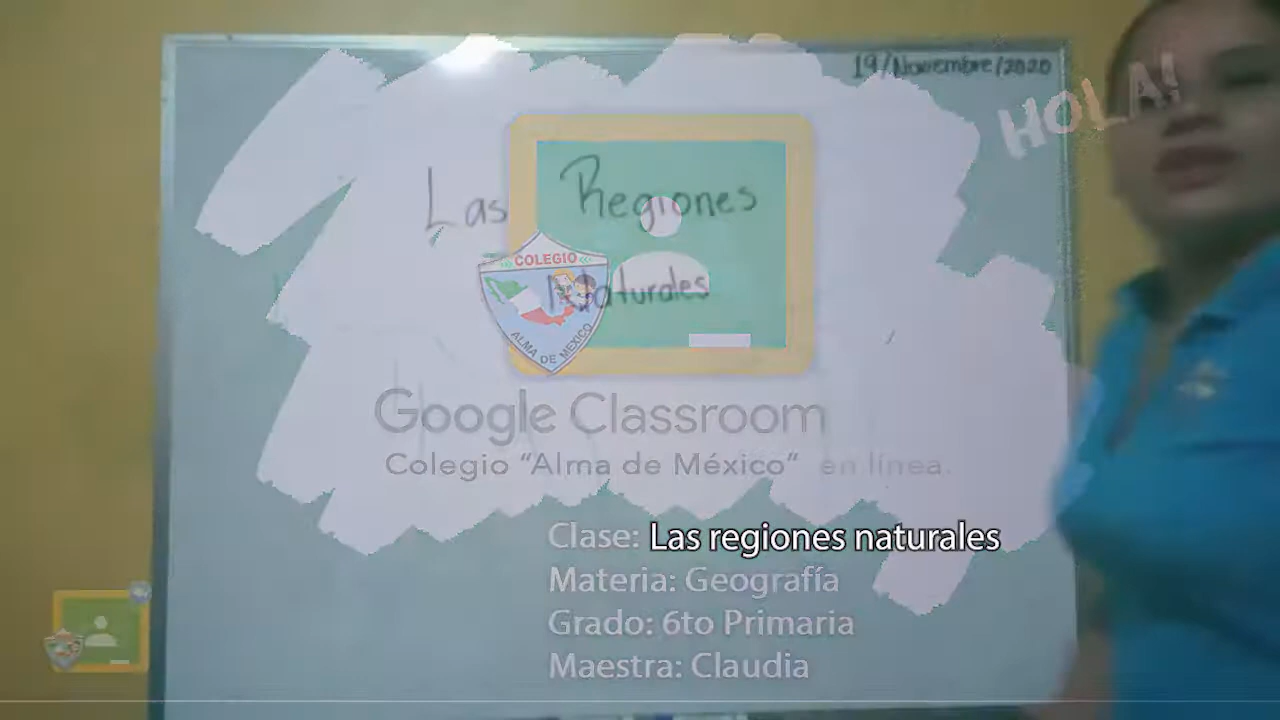 19/Noviembre/2020
HOLA!
Las Regiones
Naturales
COLEGIO
ALMA DE MEXICO
Google Classroom
Colegio "Alma de México" en línea.
Clase: Las regiones naturales
Materia: Geografía
Grado: 6to Primaria
Maestra: Claudia